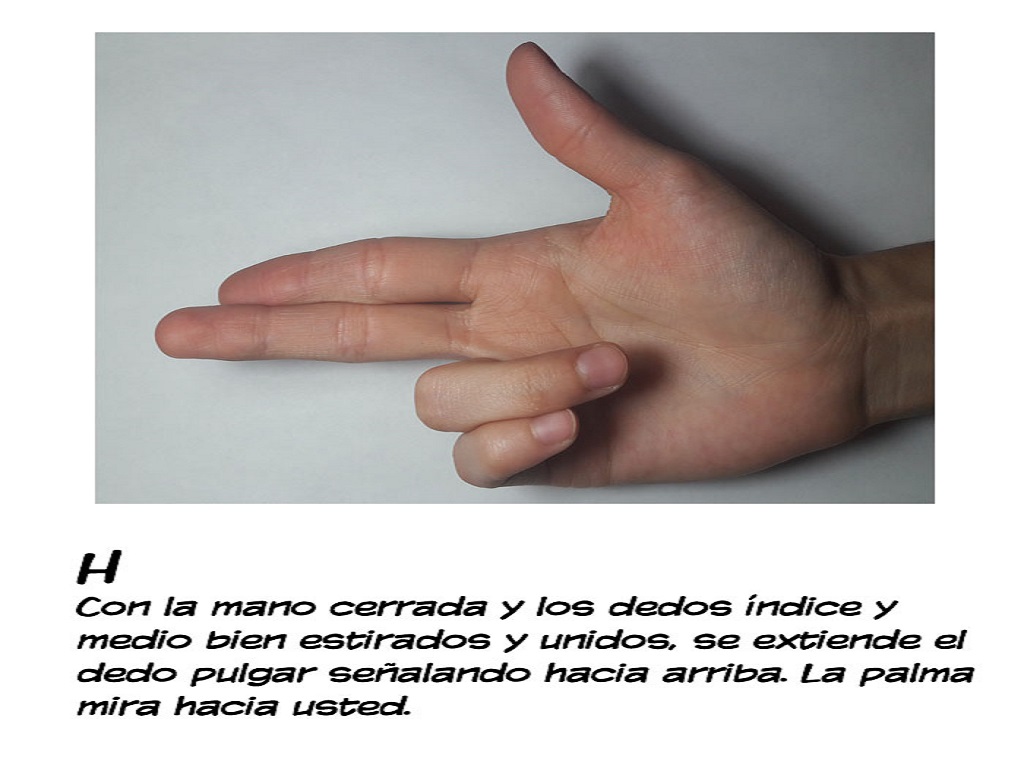 H
Con la mano cerrada y los dedos índice y
medio bien estirados y unidos, se extiende el
dedo pulgar señalando hacia arriba. La palma
mira hacia usted.